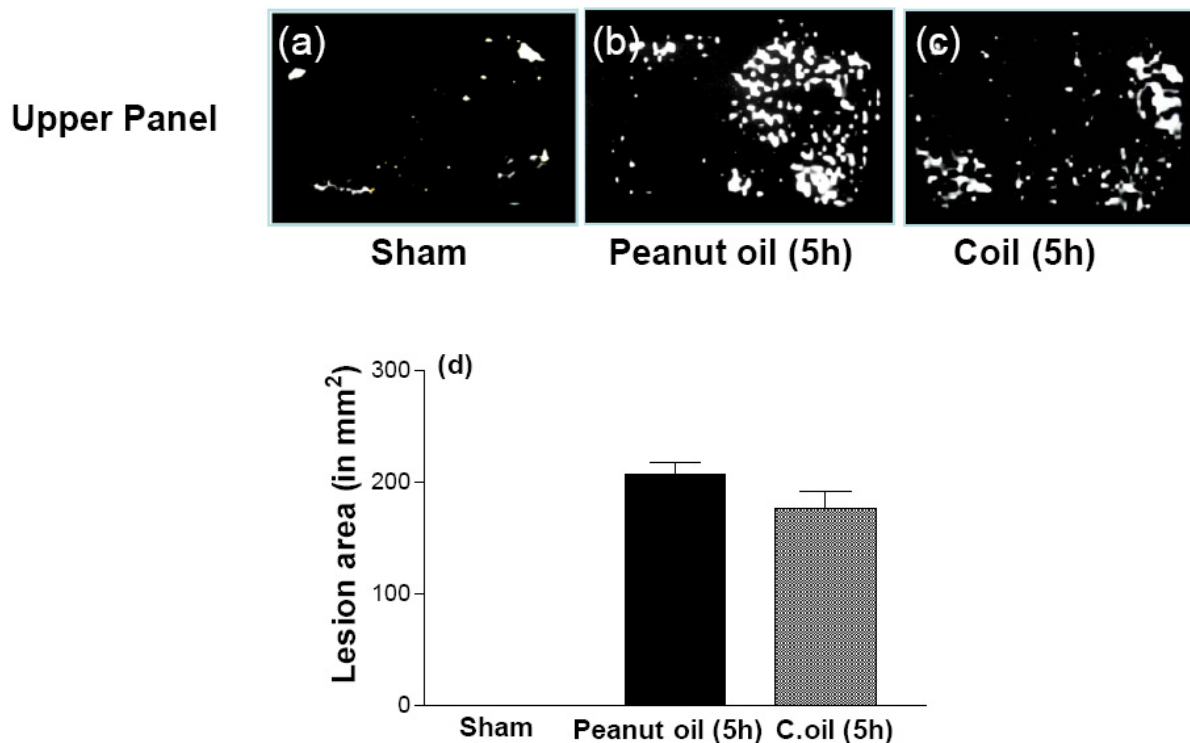 (a) (b) (c)
Upper Panel
Sham Peanut oil (5h) Coil (5h)
(d)
Lesion area (in mm²)
300
200
100
0
Sham Peanut oil (5h) C.oil (5h)